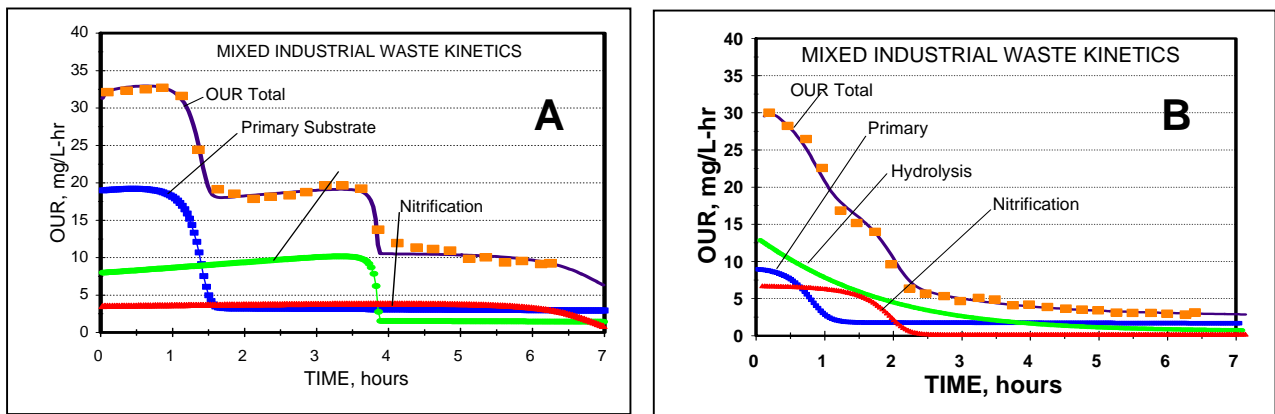 MIXED INDUSTRIAL WASTE KINETICS
OUR Total
A
Primary Substrate
Nitrification
OUR, mg/L-hr
40
35
30
25
20
15
10
5
0
0 1 2 3 4 5 6 7
TIME, hours
MIXED INDUSTRIAL WASTE KINETICS
OUR Total
B
Primary
Hydrolysis
Nitrification
OUR, mg/L-hr
40
35
30
25
20
15
10
5
0
0 1 2 3 4 5 6 7
TIME, hours